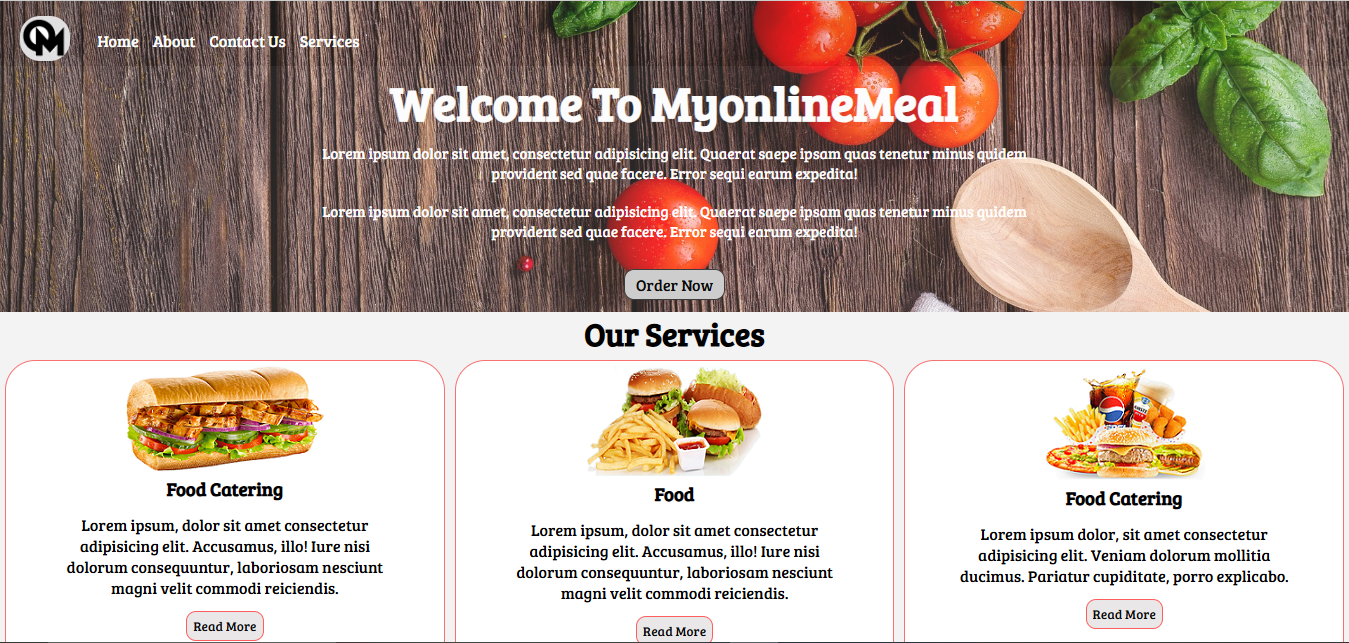 Home About Contact Us Services
Welcome To MyonlineMeal
Lorem ipsum dolor sit amet, consectetur adipisicing elit. Quaerat saepe ipsam quas tenetur minus quidem
provident sed quae facere. Error sequi earum expedita!
Lorem ipsum dolor sit amet, consectetur adipisicing elit. Quaerat saepe ipsam quas tenetur minus quidem
provident sed quae facere. Error sequi earum expedita!
Order Now
Our Services
Food Catering
Lorem ipsum, dolor sit amet consectetur
adipisicing elit. Accusamus, illo! Iure nisi
dolorum consequuntur, laboriosam nesciunt
magni velit commodi reiciendis.
Read More
Food
Lorem ipsum dolor sit amet consectetur
adipisicing elit. Accusamus, illo! Iure nisi
dolorum consequuntur, laboriosam nesciunt
magni velit commodi reiciendis.
Read More
Food Catering
Lorem ipsum dolor, sit amet consectetur
adipisicing elit. Veniam dolorum mollitia
ducimus. Pariatur cupiditate, porro explicabo.
Read More